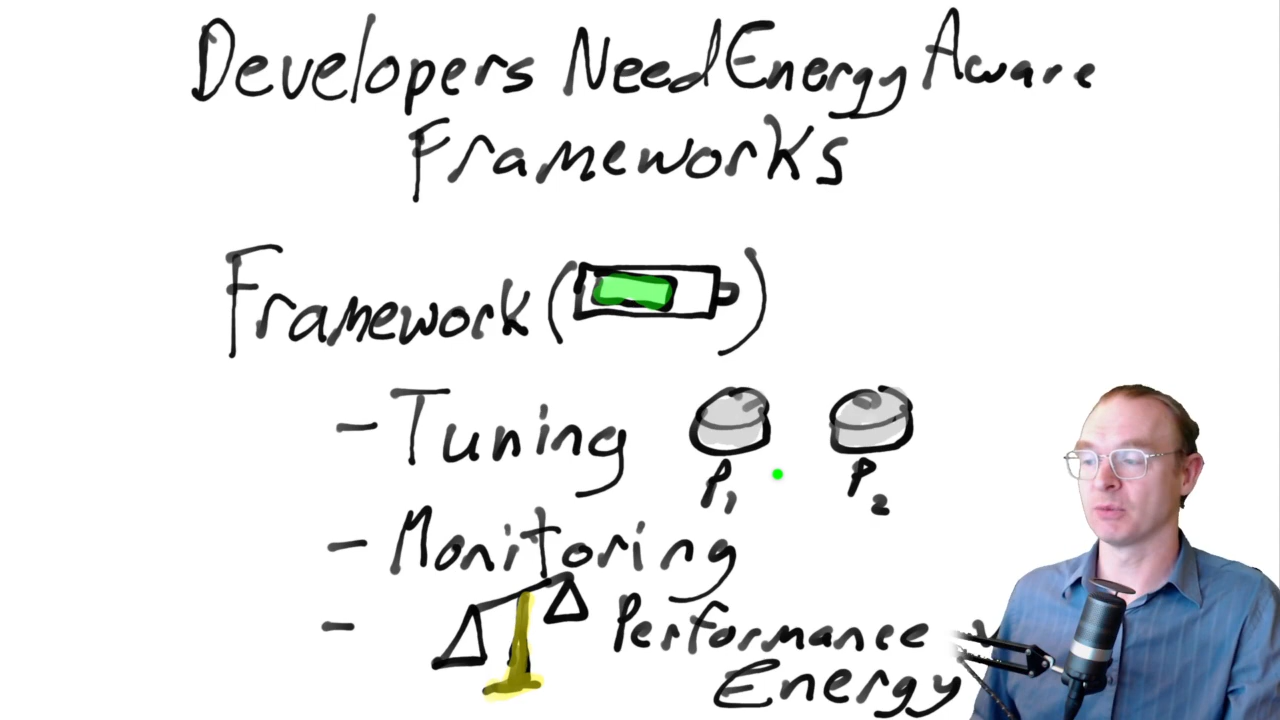 Developers Need Energy Aware
Frameworks
Framework ( )
- Tuning
P1 P2
- Monitoring
- Performance
Energy